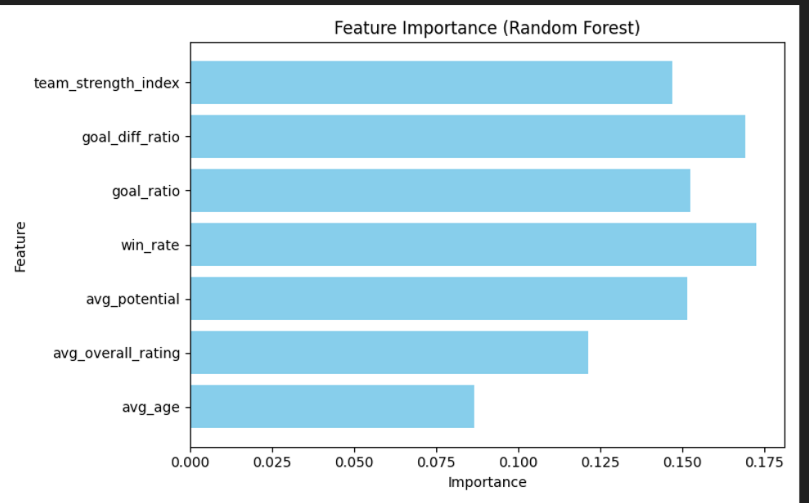 Feature Importance (Random Forest)
team_strength_index
goal_diff_ratio
goal_ratio
win_rate
avg_potential
avg_overall_rating
avg_age
Feature
0.000 0.025 0.050 0.075 0.100 0.125 0.150 0.175
Importance